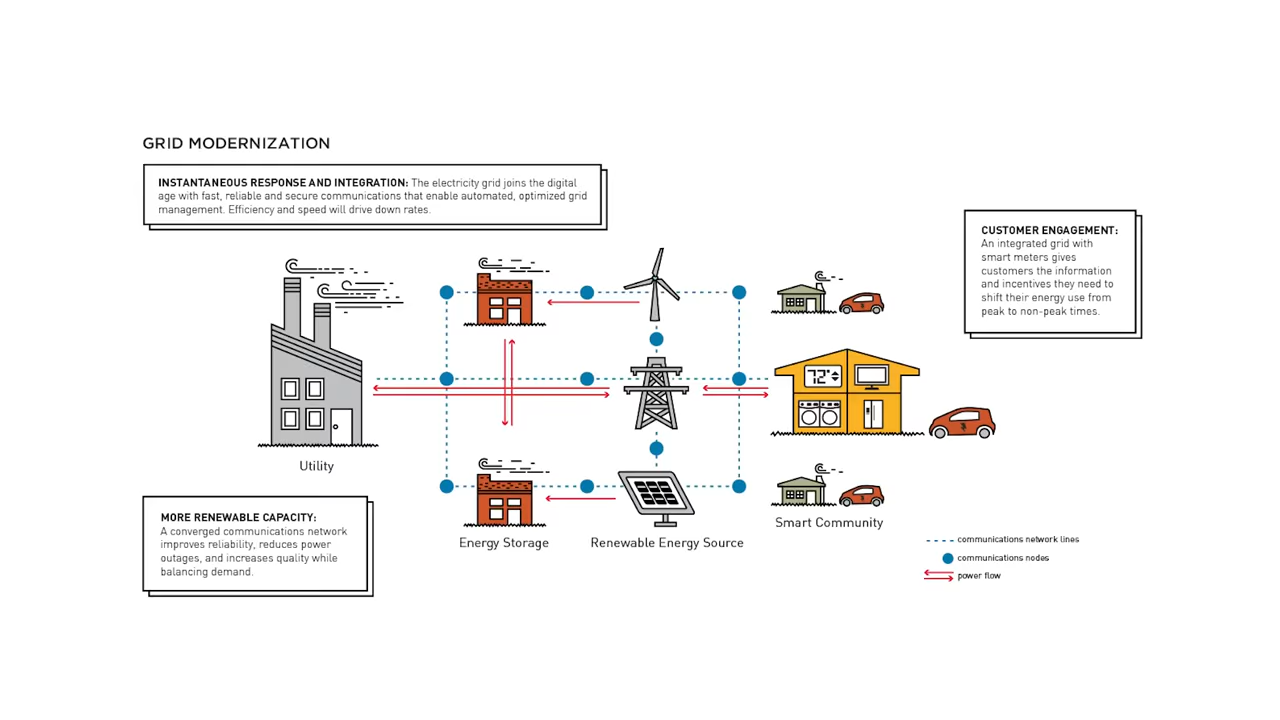 GRID MODERNIZATION
INSTANTANEOUS RESPONSE AND INTEGRATION: The electricity grid joins the digital
age with fast, reliable and secure communications that enable automated, optimized grid
management. Efficiency and speed will drive down rates.
CUSTOMER ENGAGEMENT:
An integrated grid with
smart meters gives
customers the information
and incentives they need to
shift their energy use from
peak to non-peak times.
72°
Utility
MORE RENEWABLE CAPACITY:
A converged communications network
improves reliability, reduces power
outages, and increases quality while
balancing demand.
Energy Storage
Renewable Energy Source
Smart Community
communications network lines
communications nodes
power flow